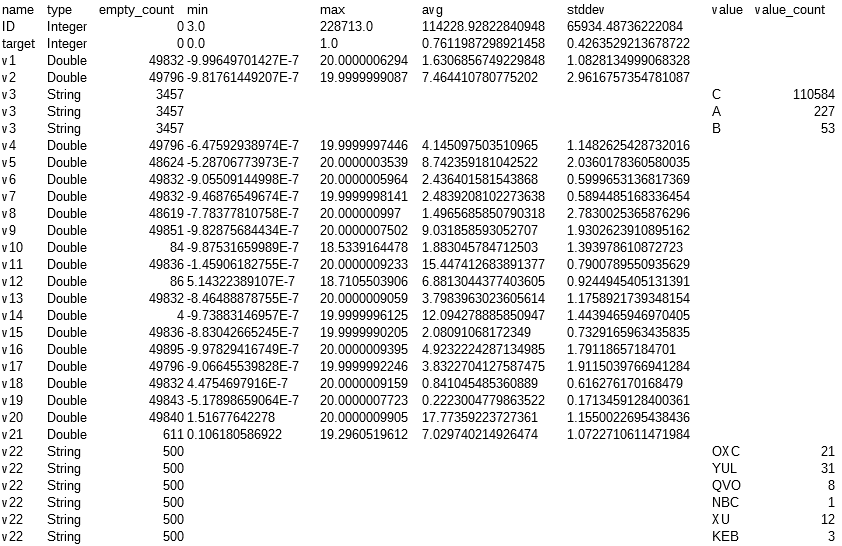 name type empty_count min max avg stddev value value_count
ID Integer 0 3.0 228713.0 114228.92822840948 65934.48736222084
target Integer 0 0.0 1.0 0.7611987298921458 0.4263529213678722
v1 Double 49832 -9.99649701427E-7 20.0000006294 1.6306856749229848 1.0828134999068328
v2 Double 49796 -9.81761449207E-7 19.9999999087 7.464410780775202 2.9616757354781087
v3 String 3457 C 110584
v3 String 3457 A 227
v3 String 3457 B 53
v4 Double 49796 -6.47592938974E-7 19.9999997446 4.145097503510965 1.1482625428732016
v5 Double 48624 -5.28706773973E-7 20.0000003539 8.742359181042522 2.0360178360580035
v6 Double 49832 -9.05509144998E-7 20.0000005964 2.436401581543868 0.5999653136817369
v7 Double 49832 -9.46876549674E-7 19.9999998141 2.4839208102273638 0.5894485168336454
v8 Double 48619 -7.78377810758E-7 20.000000997 1.4965685850790318 2.7830025365876296
v9 Double 49851 -9.82875684434E-7 20.0000007502 9.031858593052707 1.9302623910895162
v10 Double 84 -9.87531659989E-7 18.5339164478 1.883045784712503 1.393978610872723
v11 Double 49836 -1.45906182755E-7 20.0000009233 15.447412683891377 0.7900789550935629
v12 Double 86 5.14322389107E-7 18.7105503906 6.8813044377403605 0.9244945405131391
v13 Double 49832 -8.46488878755E-7 20.0000009059 3.7983963023605614 1.1758921739348154
v14 Double 4 -9.73883146957E-7 19.9999996125 12.094278885850947 1.4439465946970405
v15 Double 49836 -8.83042665245E-7 19.9999990205 2.08091068172349 0.7329165963435835
v16 Double 49895 -9.97829416749E-7 20.0000009395 4.9232224287134985 1.79118657184701
v17 Double 49796 -9.06645539828E-7 19.9999992246 3.8322704127587475 1.9115039766941284
v18 Double 49832 4.4754697916E-7 20.0000009159 0.841045485360889 0.616276170168479
v19 Double 49843 -5.17898659064E-7 20.0000007723 0.2223004779863522 0.1713459128400361
v20 Double 49840 1.51677642278 20.0000009905 17.77359223727361 1.1550022695438436
v21 Double 611 0.106180586922 19.2960519612 7.029740214926474 1.0722710611471984
v22 String 500 OXC 21
v22 String 500 YUL 31
v22 String 500 QVO 8
v22 String 500 NBC 1
v22 String 500 XU 12
v22 String 500 KEB 3